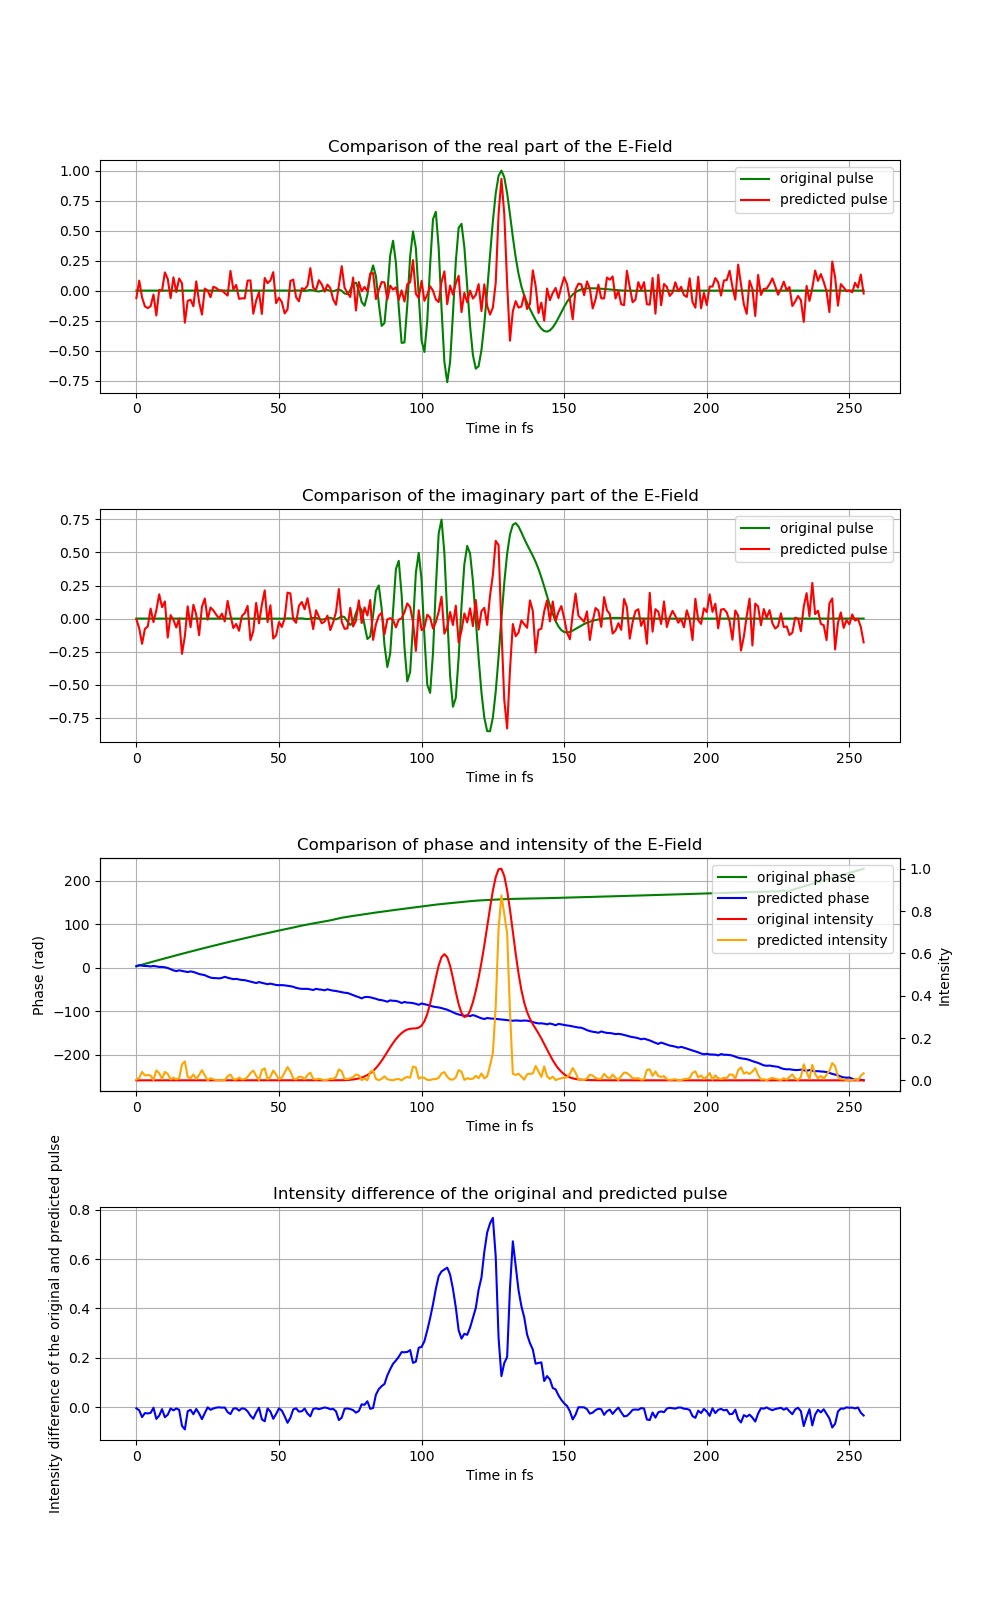 Comparison of the real part of the E-Field
1.00
0.75
0.50
0.25
0.00
−0.25
−0.50
−0.75
original pulse
predicted pulse
0 50 100 150 200 250
Time in fs
Comparison of the imaginary part of the E-Field
0.75
0.50
0.25
0.00
−0.25
−0.50
−0.75
original pulse
predicted pulse
0 50 100 150 200 250
Time in fs
Comparison of phase and intensity of the E-Field
Phase (rad)
200
100
0
−100
−200
original phase
predicted phase
original intensity
predicted intensity
1.0
0.8
0.6
0.4
0.2
0.0
Intensity
0 50 100 150 200 250
Time in fs
Intensity difference of the original and predicted pulse
Intensity difference of the original and predicted pulse
0.8
0.6
0.4
0.2
0.0
0 50 100 150 200 250
Time in fs